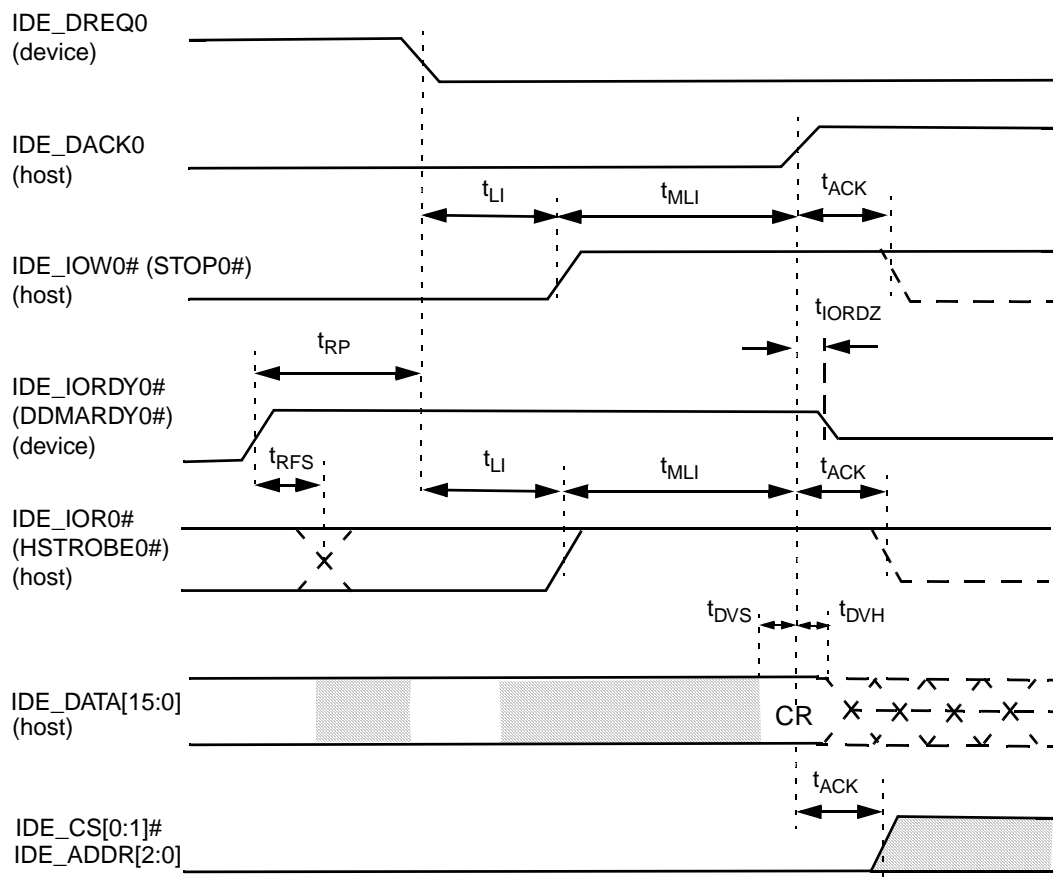 IDE_DREQ0
(device)
IDE_DACK0
(host)
tLI
tMLI
tACK
IDE_IOW0# (STOP0#)
(host)
tIORDZ
tRP
IDE_IORDY0#
(DDMARDY0#)
(device)
tRFS
tLI
tMLI
tACK
IDE_IOR0#
(HSTROBE0#)
(host)
tDVS
tDVH
IDE_DATA[15:0]
(host)
CR
tACK
IDE_CS[0:1]#
IDE_ADDR[2:0]